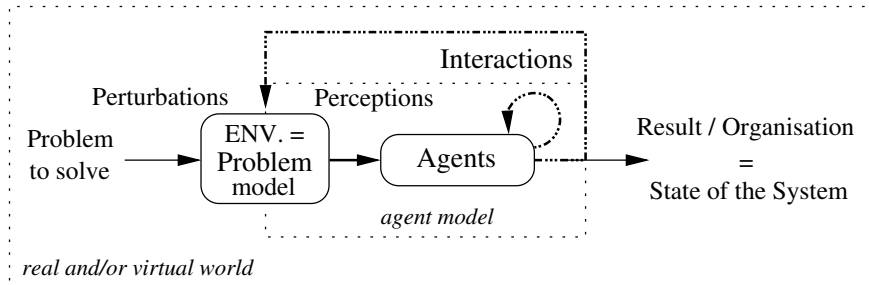 Interactions
Perturbations
Perceptions
Problem
to solve
ENV. =
Problem
model
Agents
Result / Organisation
=
State of the System
agent model
real and/or virtual world